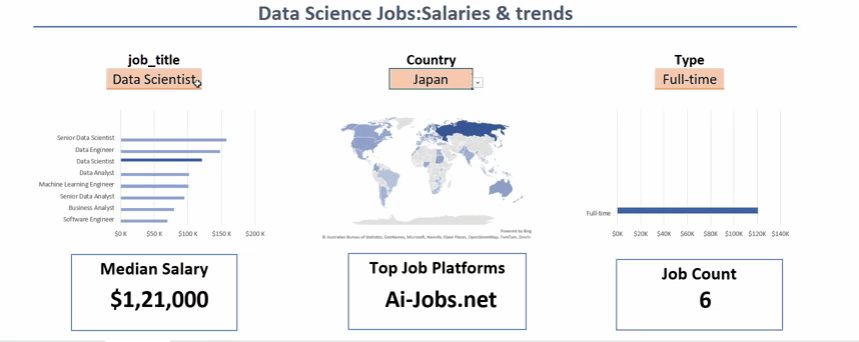 Data Science Jobs:Salaries & trends
job_title
Data Scientist
Country
Japan
Type
Full-time
Senior Data Scientist
Data Engineer
Data Scientist
Data Analyst
Machine Learning Engineer
Senior Data Analyst
Business Analyst
Software Engineer
$0 K $50 K $100 K $150 K $200 K
Powered by Bing
© Australian Bureau of Statistics, GeoNames, Microsoft, Navinfo, Open Places, OpenStreetMap, TomTom, Zenrin
Full-time
$0K $20K $40K $60K $80K $100K $120K $140K
Median Salary
$1,21,000
Top Job Platforms
Ai-Jobs.net
Job Count
6